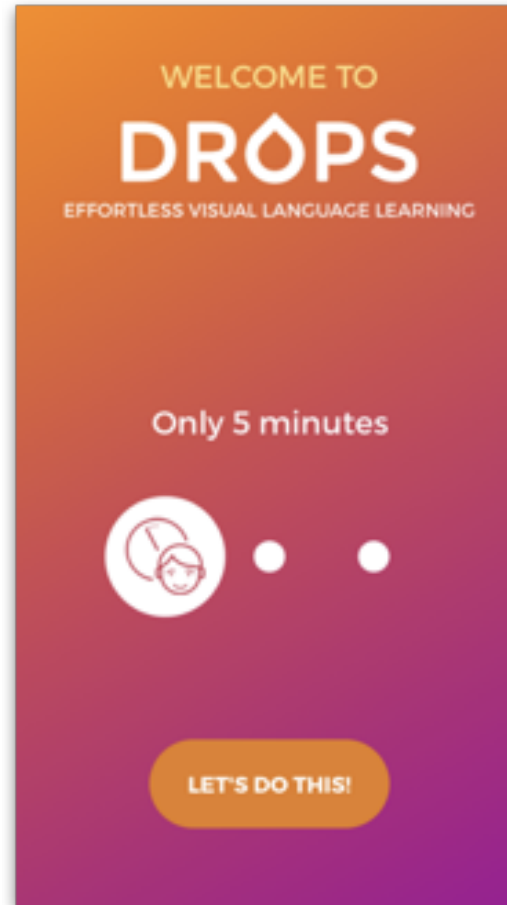 WELCOME TO
DROPS
EFFORTLESS VISUAL LANGUAGE LEARNING
Only 5 minutes
LET'S DO THIS!